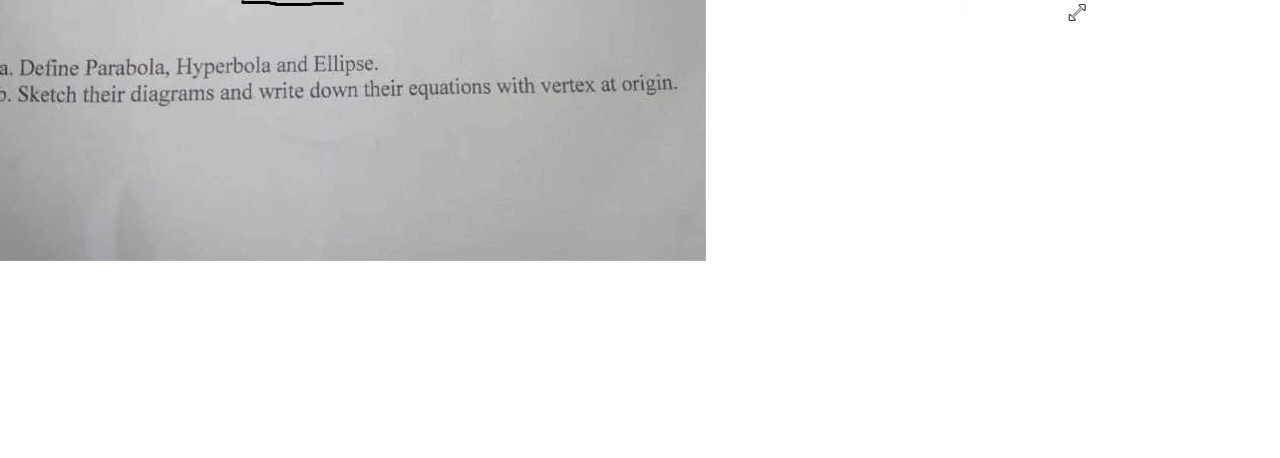 a. Define Parabola, Hyperbola and Ellipse.
b. Sketch their diagrams and write down their equations with vertex at origin.